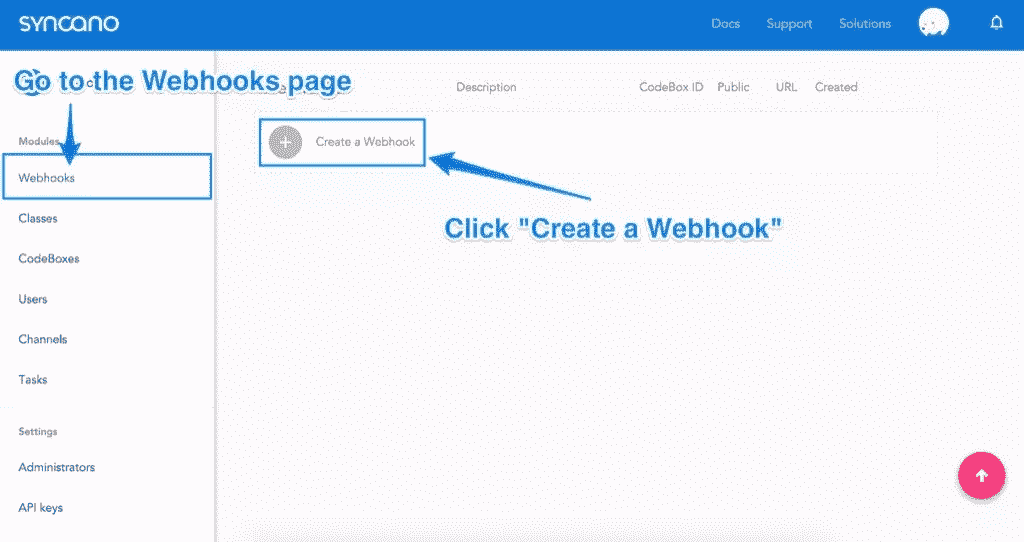 syncano
Docs Support Solutions
Go to the Webhooks page
Description CodeBox ID Public URL Created
Modules
Create a Webhook
Webhooks
Click "Create a Webhook"
Classes
CodeBoxes
Users
Channels
Tasks
Settings
Administrators
API keys